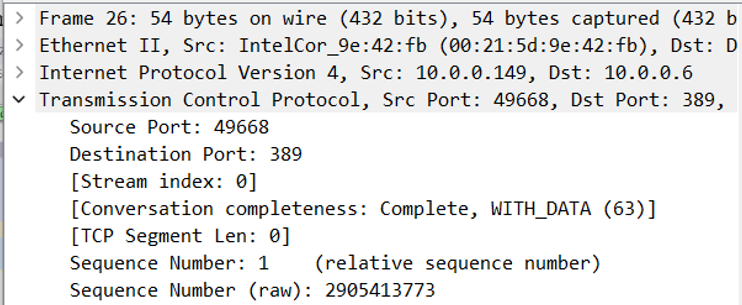 Frame 26: 54 bytes on wire (432 bits), 54 bytes captured (432 b
Ethernet II, Src: IntelCor_9e:42:fb (00:21:5d:9e:42:fb), Dst: D
Internet Protocol Version 4, Src: 10.0.0.149, Dst: 10.0.0.6
Transmission Control Protocol, Src Port: 49668, Dst Port: 389,
Source Port: 49668
Destination Port: 389
[Stream index: 0]
[Conversation completeness: Complete, WITH_DATA (63)]
[TCP Segment Len: 0]
Sequence Number: 1    (relative sequence number)
Sequence Number (raw): 2905413773